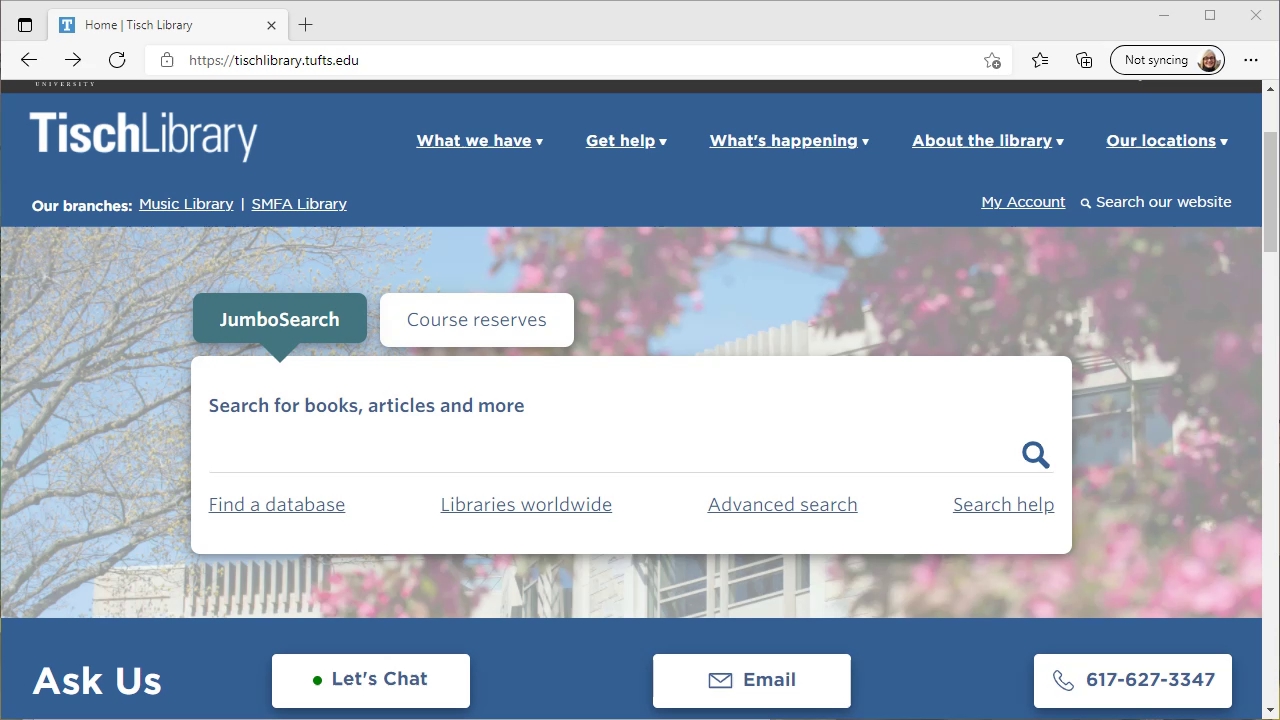 Home | Tisch Library
https://tischlibrary.tufts.edu
Not syncing
UNIVERSITY
TischLibrary
What we have ▾ Get help ▾ What's happening ▾ About the library ▾ Our locations ▾
Our branches: Music Library | SMFA Library My Account Search our website
JumboSearch Course reserves
Search for books, articles and more
Find a database Libraries worldwide Advanced search Search help
Ask Us Let's Chat Email 617-627-3347